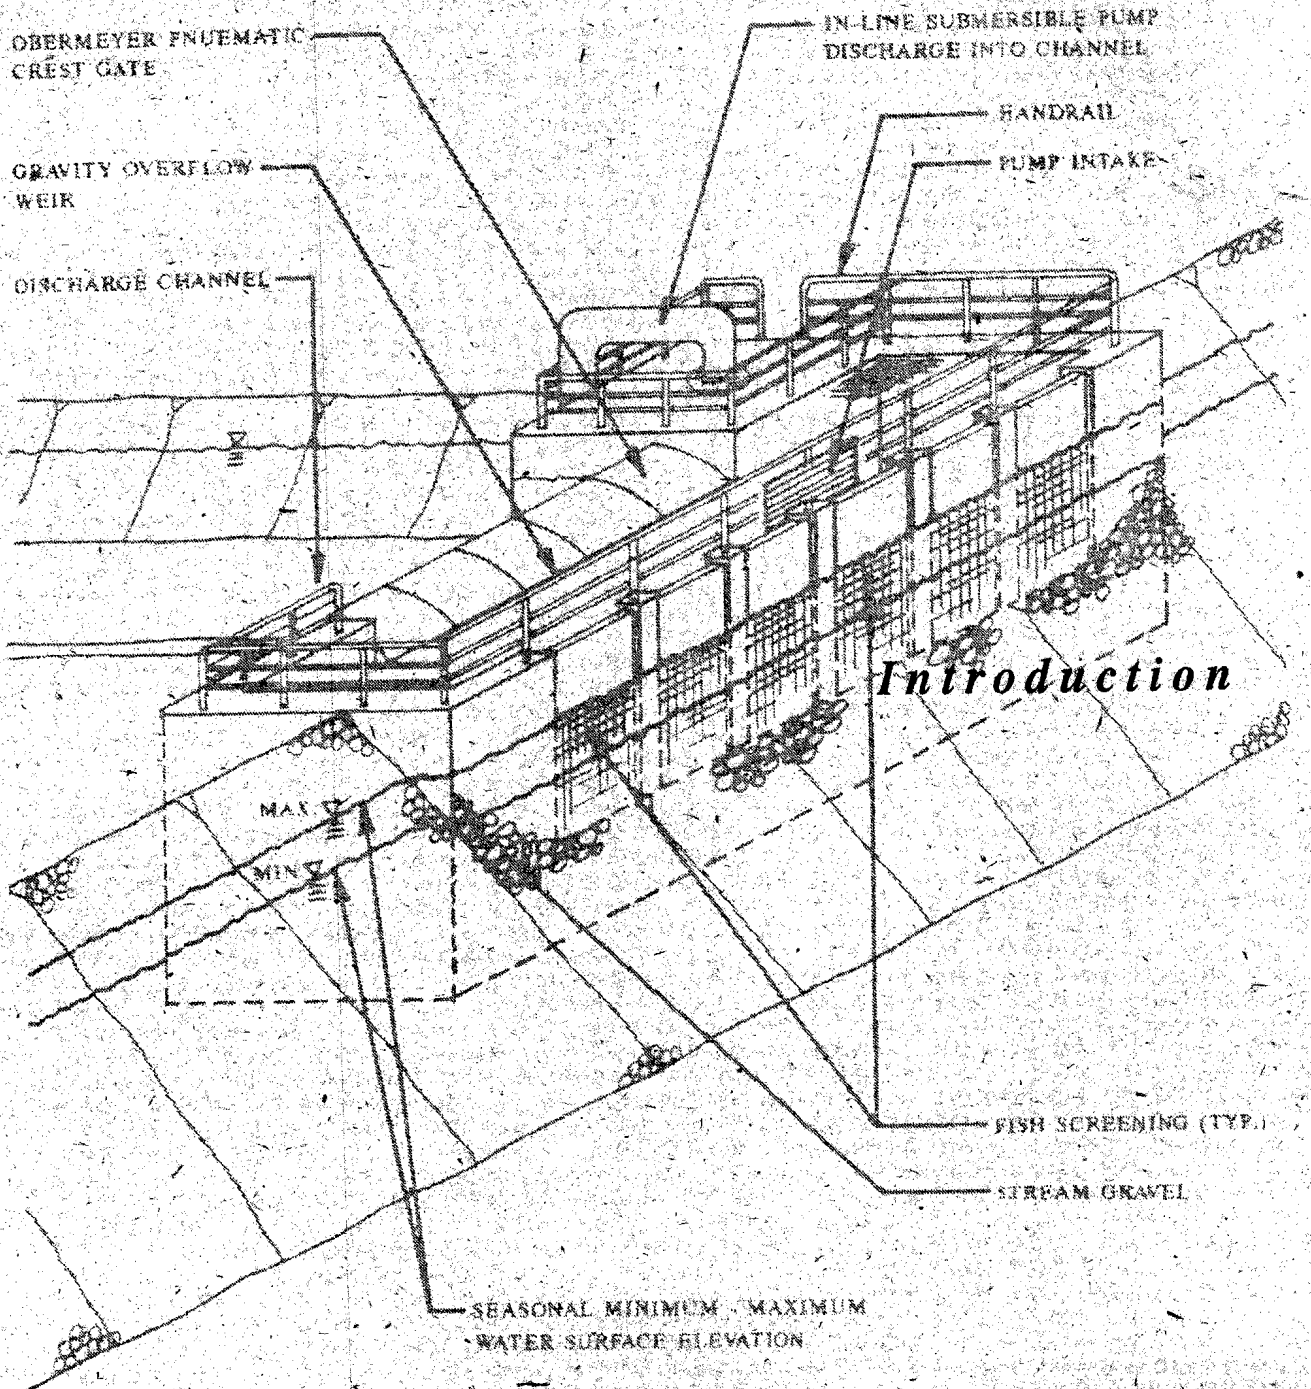 OBERMEYER PNUEMATIC
CREST GATE
IN-LINE SUBMERSIBLE PUMP
DISCHARGE INTO CHANNEL
HANDRAIL
PUMP INTAKE
GRAVITY OVERFLOW
WEIR
DISCHARGE CHANNEL
Introduction
MAX
MIN
FISH SCREENING (TYP.)
STREAM GRAVEL
SEASONAL MINIMUM - MAXIMUM
WATER SURFACE ELEVATION